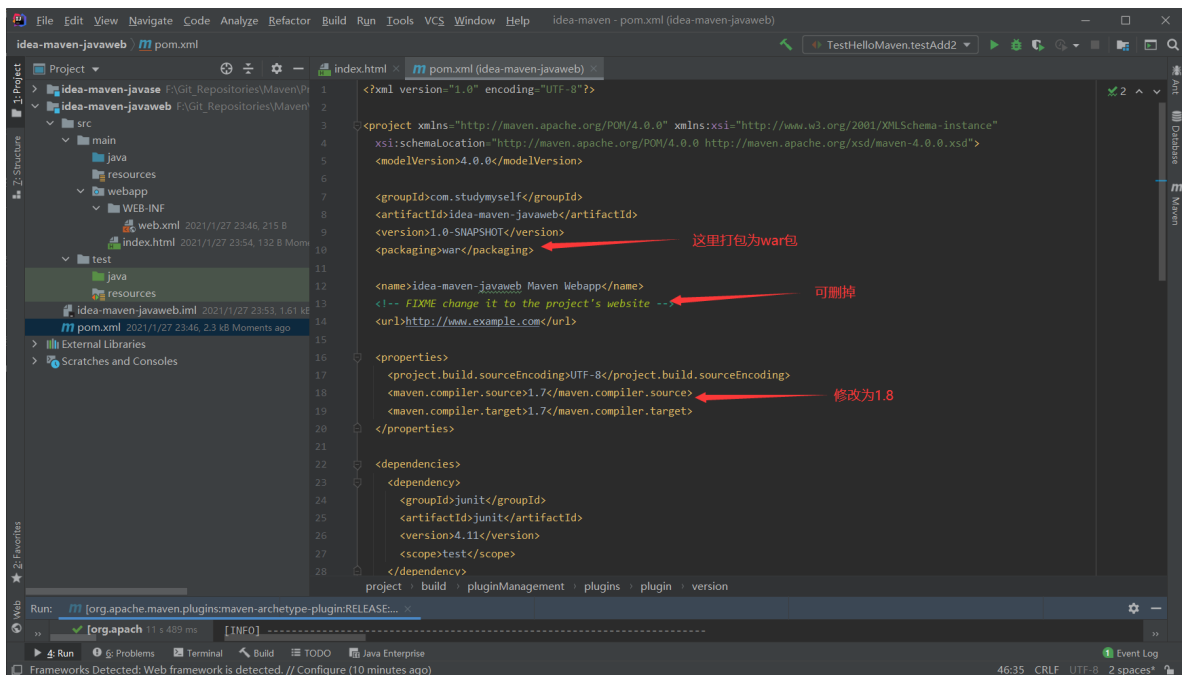 File Edit View Navigate Code Analyze Refactor Build Run Tools VCS Window Help idea-maven - pom.xml (idea-maven-javaweb)
idea-maven-javaweb pom.xml TestHelloMaven.testAdd2
1: Project
7: Structure
2: Favorites
Web
Project
idea-maven-javase F:\Git_Repositories\Maven\Pr
idea-maven-javaweb F:\Git_Repositories\Maven\
src
main
java
resources
webapp
WEB-INF
web.xml 2021/1/27 23:46, 215 B
index.html 2021/1/27 23:54, 132 B Mom
test
java
resources
idea-maven-javaweb.iml 2021/1/27 23:53, 1.61 kB
pom.xml 2021/1/27 23:46, 2.3 kB Moments ago
External Libraries
Scratches and Consoles
index.html pom.xml (idea-maven-javaweb)
2
1 <?xml version="1.0" encoding="UTF-8"?>
2
3 <project xmlns="http://maven.apache.org/POM/4.0.0" xmlns:xsi="http://www.w3.org/2001/XMLSchema-instance"
4 xsi:schemaLocation="http://maven.apache.org/POM/4.0.0 http://maven.apache.org/xsd/maven-4.0.0.xsd">
5 <modelVersion>4.0.0</modelVersion>
6
7 <groupId>com.studymyself</groupId>
8 <artifactId>idea-maven-javaweb</artifactId>
9 <version>1.0-SNAPSHOT</version>
10 <packaging>war</packaging> 这里打包为war包
11
12 <name>idea-maven-javaweb Maven Webapp</name>
13 <!-- FIXME change it to the project's website --> 可删掉
14 <url>http://www.example.com</url>
15
16 <properties>
17 <project.build.sourceEncoding>UTF-8</project.build.sourceEncoding>
18 <maven.compiler.source>1.7</maven.compiler.source> 修改为1.8
19 <maven.compiler.target>1.7</maven.compiler.target>
20 </properties>
21
22 <dependencies>
23 <dependency>
24 <groupId>junit</groupId>
25 <artifactId>junit</artifactId>
26 <version>4.11</version>
27 <scope>test</scope>
28 </dependency>
project › build › pluginManagement › plugins › plugin › version
Ant
Database
Maven
Run: [org.apache.maven.plugins:maven-archetype-plugin:RELEASE:...
[org.apach 11 s 489 ms [INFO] ------------------------------------------------------------------------
4: Run 6: Problems Terminal Build TODO Java Enterprise 1 Event Log
Frameworks Detected: Web framework is detected. // Configure (10 minutes ago) 46:35 CRLF UTF-8 2 spaces*